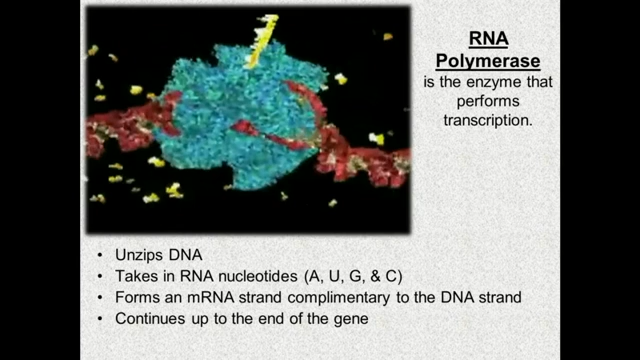 RNA
Polymerase
is the enzyme that
performs
transcription.
• Unzips DNA
• Takes in RNA nucleotides (A, U, G, & C)
• Forms an mRNA strand complimentary to the DNA strand
• Continues up to the end of the gene